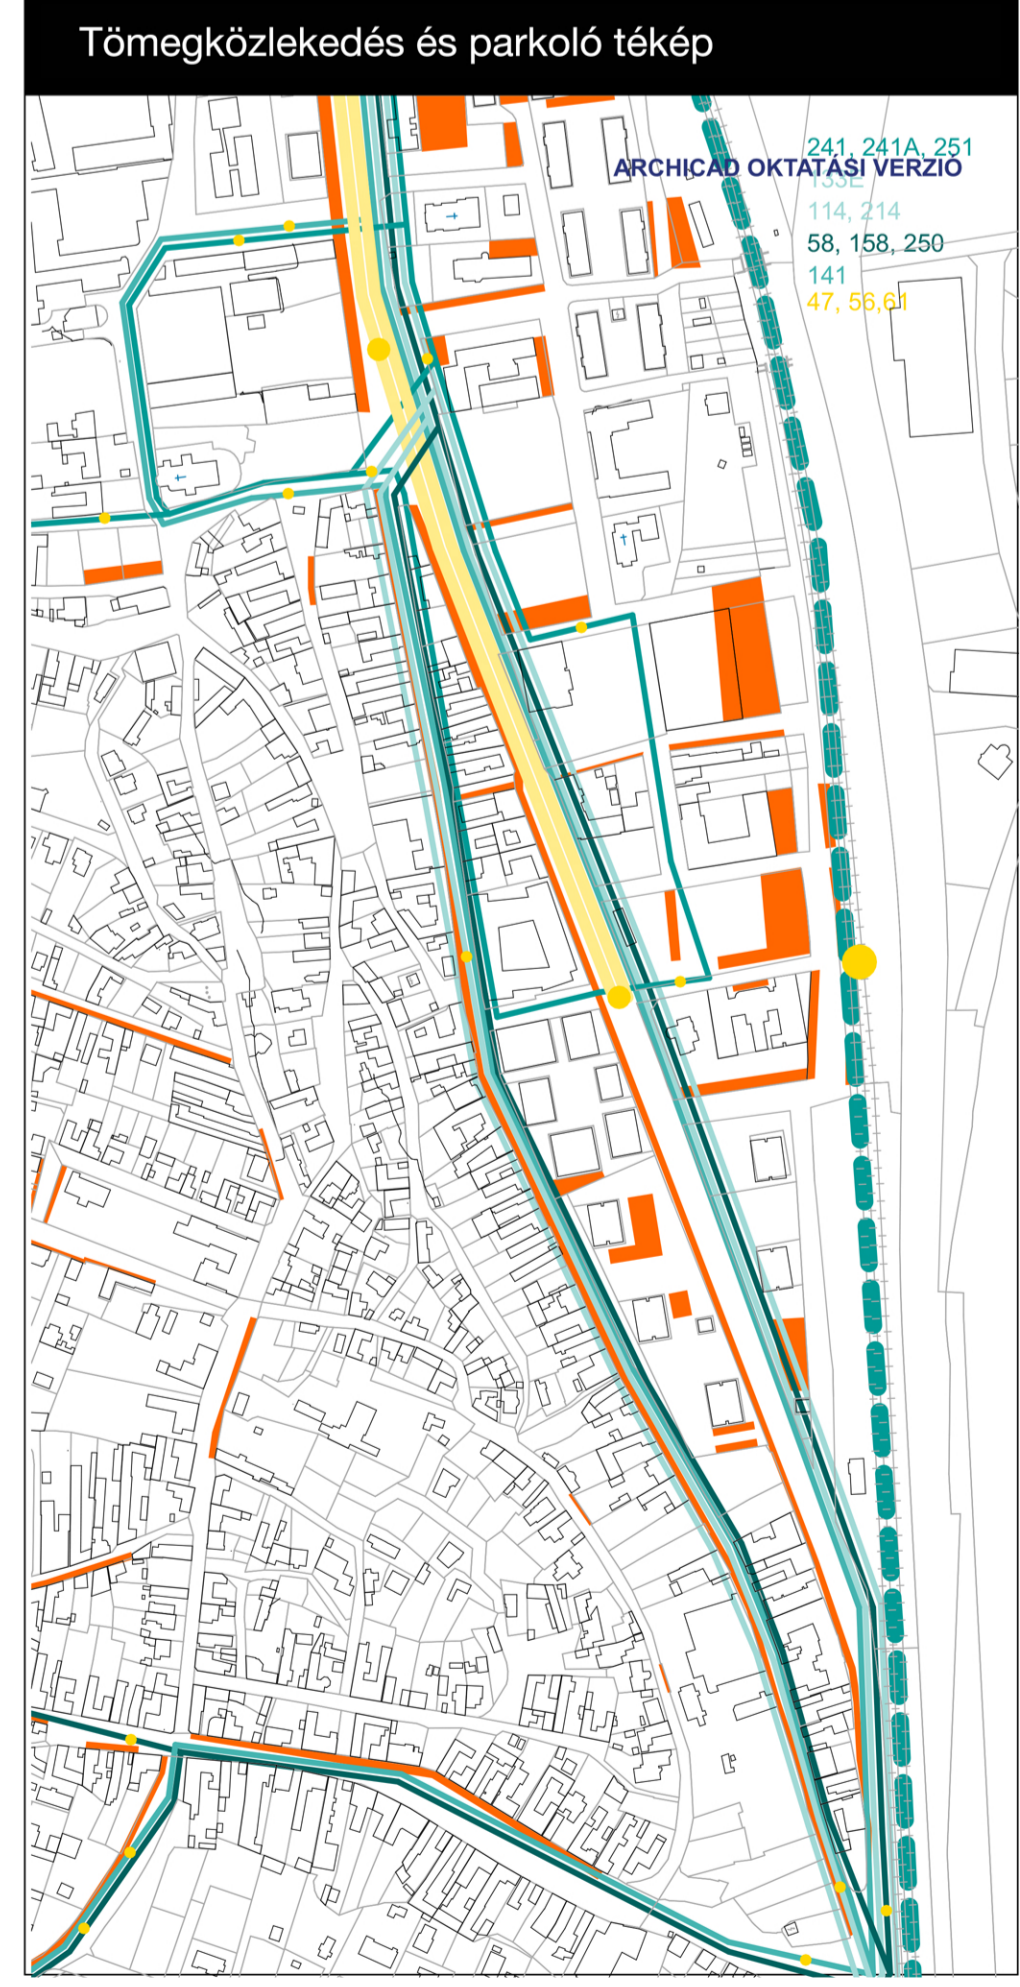 Tömegközlekedés és parkoló tékép
241, 241A, 251
ARCHICAD OKTATÁSI VERZIÓ
133E
114, 214
58, 158, 250
141
47, 56,61